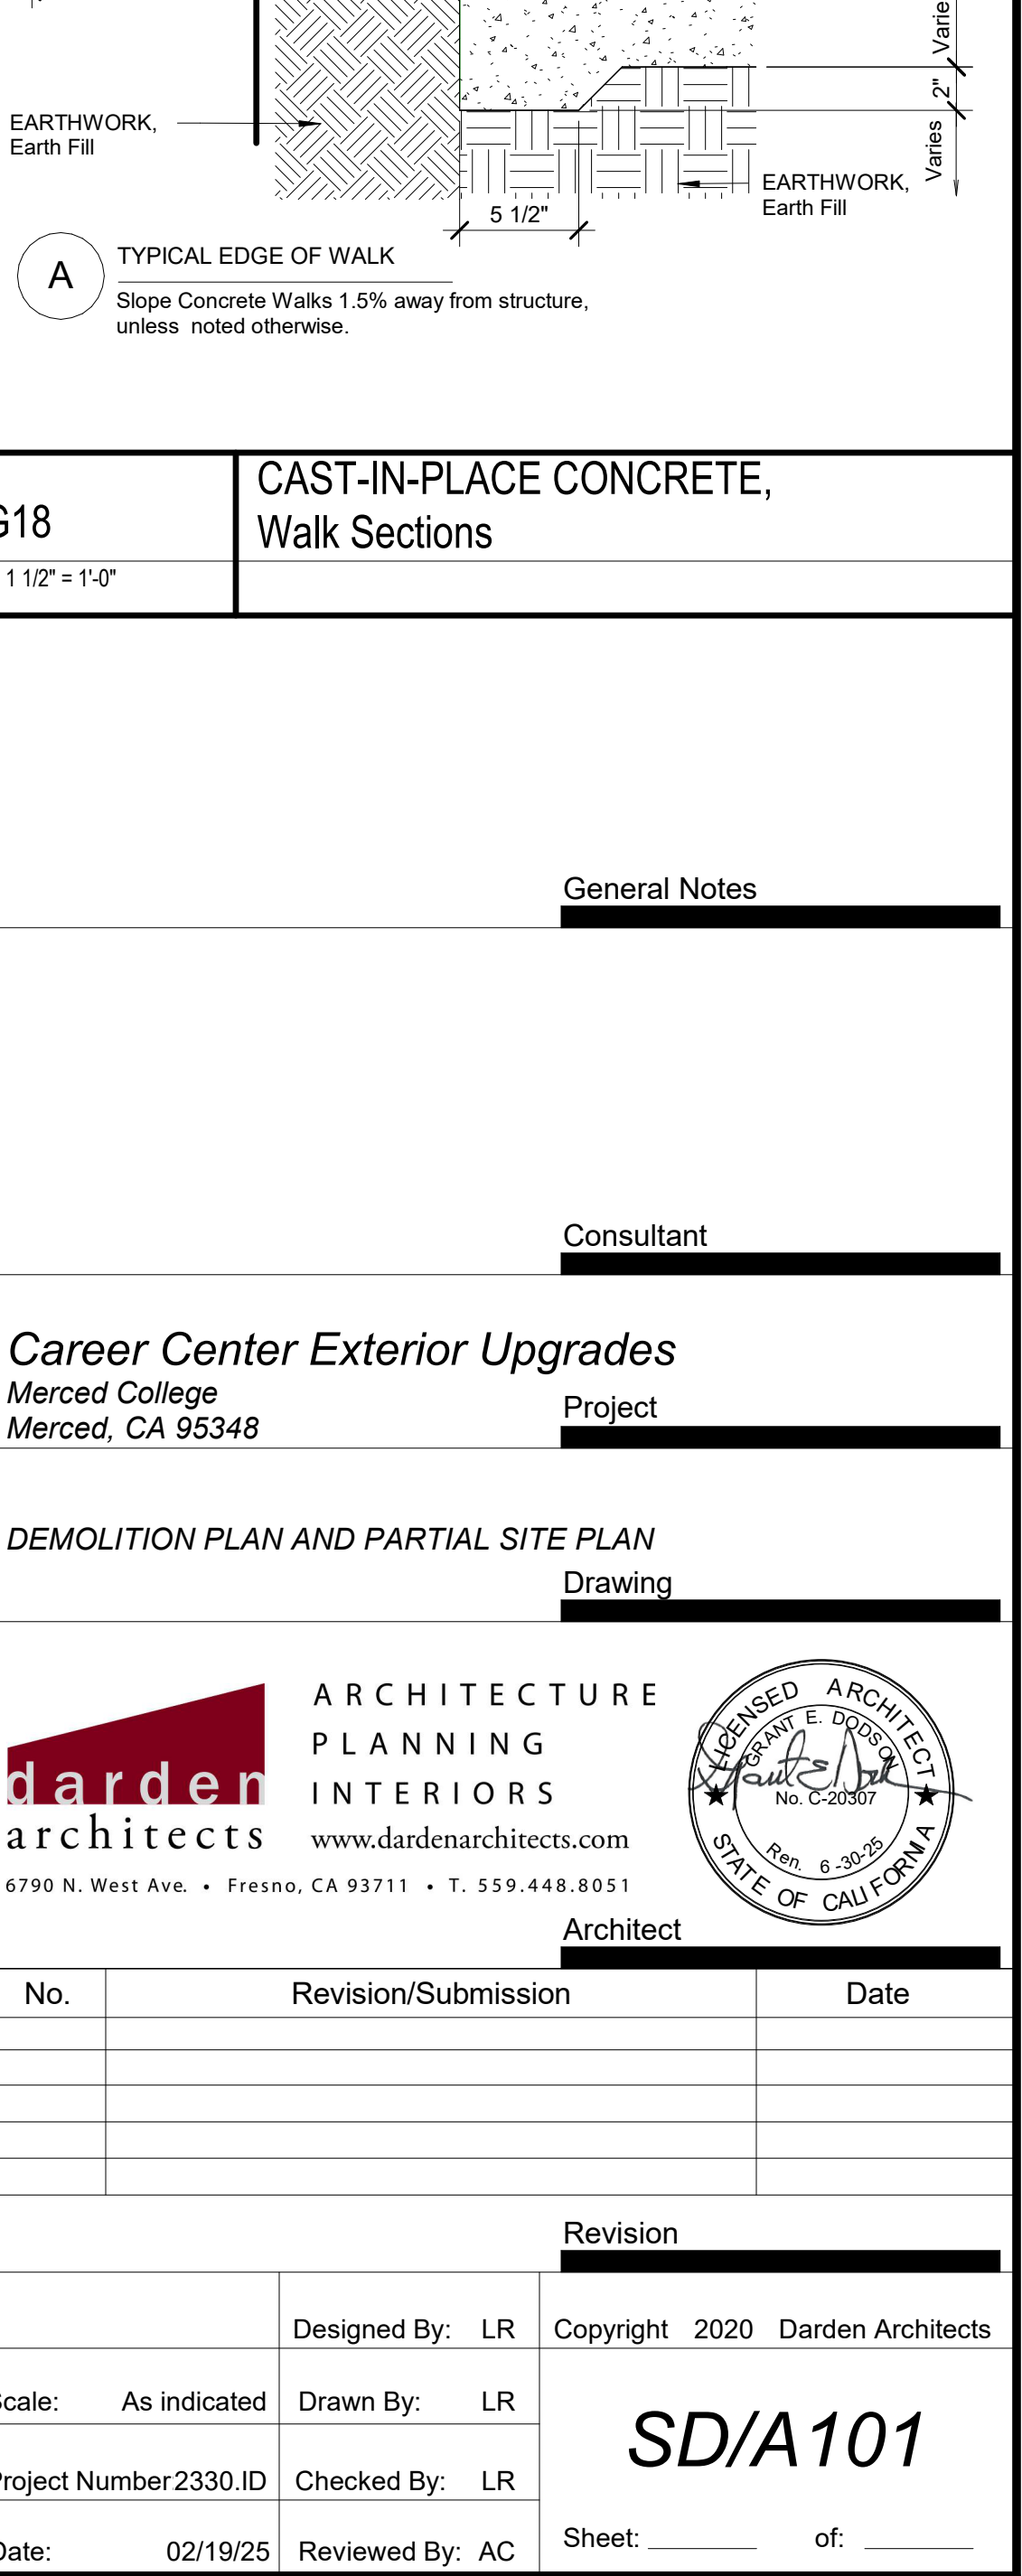 Varie
2"
Varies
EARTHWORK,
Earth Fill
EARTHWORK,
Earth Fill
5 1/2"
A
TYPICAL EDGE OF WALK
Slope Concrete Walks 1.5% away from structure,
unless noted otherwise.
G18
1 1/2" = 1'-0"
CAST-IN-PLACE CONCRETE,
Walk Sections
General Notes
Consultant
Career Center Exterior Upgrades
Merced College
Merced, CA 95348
Project
DEMOLITION PLAN AND PARTIAL SITE PLAN
Drawing
darden
architects
ARCHITECTURE
PLANNING
INTERIORS
www.dardenarchitects.com
6790 N. West Ave. • Fresno, CA 93711 • T. 559.448.8051
LICENSED ARCHITECT
GRANT E. DODSON
No. C-20307
Ren. 6-30-25
STATE OF CALIFORNIA
Architect
No. Revision/Submission Date
Revision
Designed By: LR
Copyright 2020 Darden Architects
Scale: As indicated
Drawn By: LR
SD/A101
Project Number 2330.ID
Checked By: LR
Date: 02/19/25
Reviewed By: AC
Sheet: of: